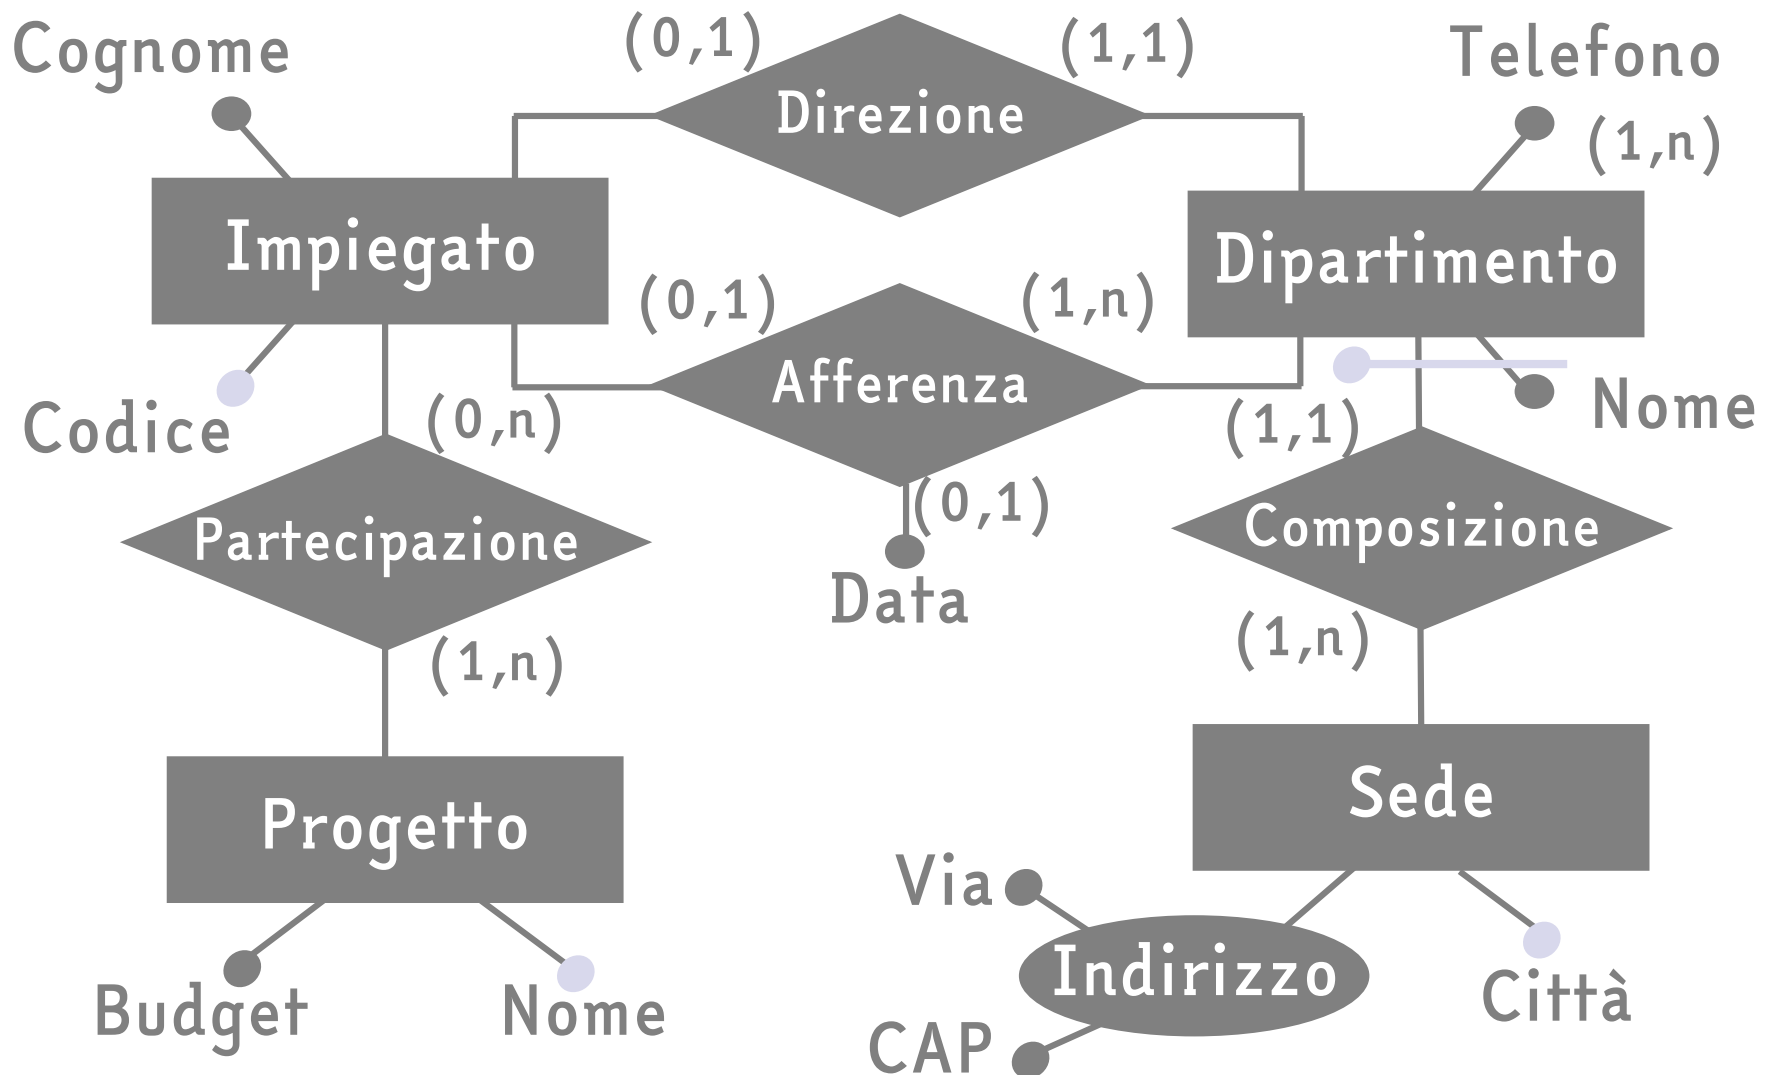 Cognome
(0,1)
(1,1)
Telefono
Direzione
(1,n)
Impiegato
Dipartimento
(0,1)
(1,n)
Afferenza
Codice
(0,n)
(1,1)
Nome
(0,1)
Partecipazione
Composizione
Data
(1,n)
(1,n)
Progetto
Sede
Via
Indirizzo
Budget
Nome
Città
CAP